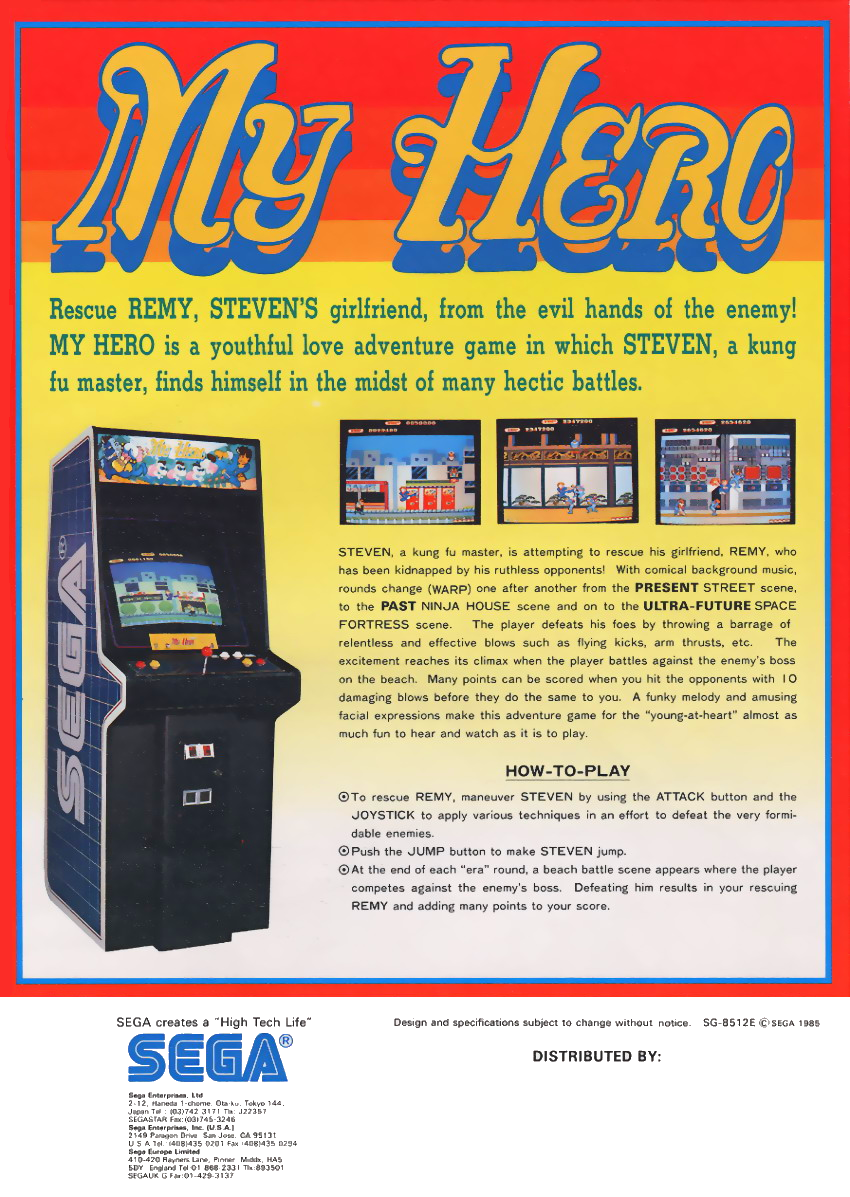 My Hero
Rescue REMY, STEVEN'S girlfriend, from the evil hands of the enemy!
MY HERO is a youthful love adventure game in which STEVEN, a kung
fu master, finds himself in the midst of many hectic battles.
My Hero
SEGA®
My Hero
STEVEN, a kung fu master, is attempting to rescue his girlfriend, REMY, who
has been kidnapped by his ruthless opponents! With comical background music,
rounds change (WARP) one after another from the PRESENT STREET scene,
to the PAST NINJA HOUSE scene and on to the ULTRA-FUTURE SPACE
FORTRESS scene. The player defeats his foes by throwing a barrage of
relentless and effective blows such as flying kicks, arm thrusts, etc. The
excitement reaches its climax when the player battles against the enemy's boss
on the beach. Many points can be scored when you hit the opponents with 10
damaging blows before they do the same to you. A funky melody and amusing
facial expressions make this adventure game for the "young-at-heart" almost as
much fun to hear and watch as it is to play.
HOW-TO-PLAY
⦿To rescue REMY, maneuver STEVEN by using the ATTACK button and the
JOYSTICK to apply various techniques in an effort to defeat the very formi-
dable enemies.
⦿Push the JUMP button to make STEVEN jump.
⦿At the end of each "era" round, a beach battle scene appears where the player
competes against the enemy's boss. Defeating him results in your rescuing
REMY and adding many points to your score.
SEGA creates a "High Tech Life"
SEGA®
Sega Enterprises, Ltd
2-12, Haneda 1-chome, Ota-ku, Tokyo 144,
Japan Tel : (03)742-3171 Tlx: J22357
SEGASTAR Fax:(03)745-3246
Sega Enterprises, Inc. (U.S.A.)
2149 Paragon Drive, San Jose, CA 95131
U S A Tel. (408)435-0201 Fax (408)435-0294
Sega Europe Limited
410-420 Rayners Lane, Pinner Middx, HA5
5DY England Tel 01-868-2331 Tlx:893501
SEGAUK G Fax:01-429-3137
Design and specifications subject to change without notice. SG-8512E © SEGA 1985
DISTRIBUTED BY: